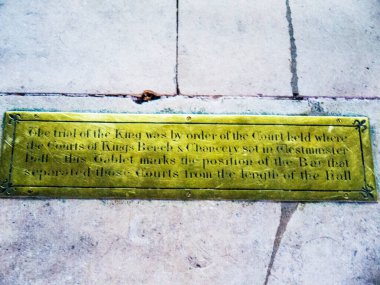 The trial of the King was by order of the Court held where
the Courts of Kings Bench & Chancery sat in Westminster
Hall - this Tablet marks the position of the Bar that
separated those Courts from the length of the Hall